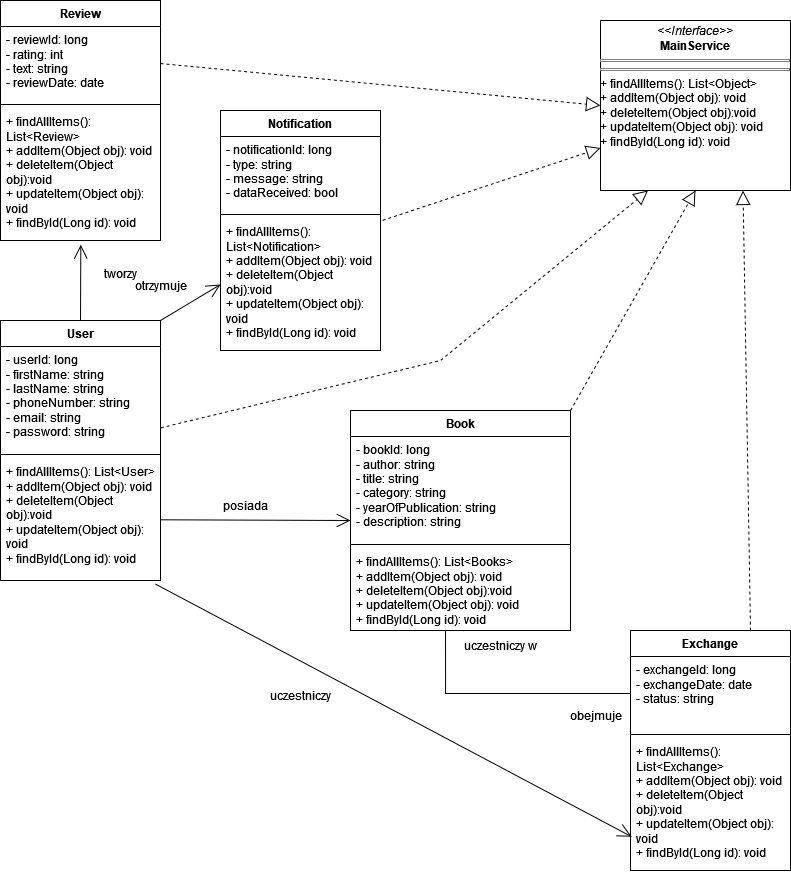 Review
- reviewId: long
- rating: int
- text: string
- reviewDate: date
+ findAllItems():
List<Review>
+ addItem(Object obj): void
+ deleteItem(Object
obj):void
+ updateItem(Object obj):
void
+ findById(Long id): void
<<Interface>>
MainService
+ findAllItems(): List<Object>
+ addItem(Object obj): void
+ deleteItem(Object obj):void
+ updateItem(Object obj): void
+ findById(Long id): void
Notification
- notificationId: long
- type: string
- message: string
- dataReceived: bool
+ findAllItems():
List<Notification>
+ addItem(Object obj): void
+ deleteItem(Object
obj):void
+ updateItem(Object obj):
void
+ findById(Long id): void
tworzy
otrzymuje
User
- userId: long
- firstName: string
- lastName: string
- phoneNumber: string
- email: string
- password: string
+ findAllItems(): List<User>
+ addItem(Object obj): void
+ deleteItem(Object
obj):void
+ updateItem(Object obj):
void
+ findById(Long id): void
posiada
Book
- bookId: long
- author: string
- title: string
- category: string
- yearOfPublication: string
- description: string
+ findAllItems(): List<Books>
+ addItem(Object obj): void
+ deleteItem(Object obj):void
+ updateItem(Object obj): void
+ findById(Long id): void
uczestniczy w
uczestniczy
obejmuje
Exchange
- exchangeId: long
- exchangeDate: date
- status: string
+ findAllItems():
List<Exchange>
+ addItem(Object obj): void
+ deleteItem(Object
obj):void
+ updateItem(Object obj):
void
+ findById(Long id): void